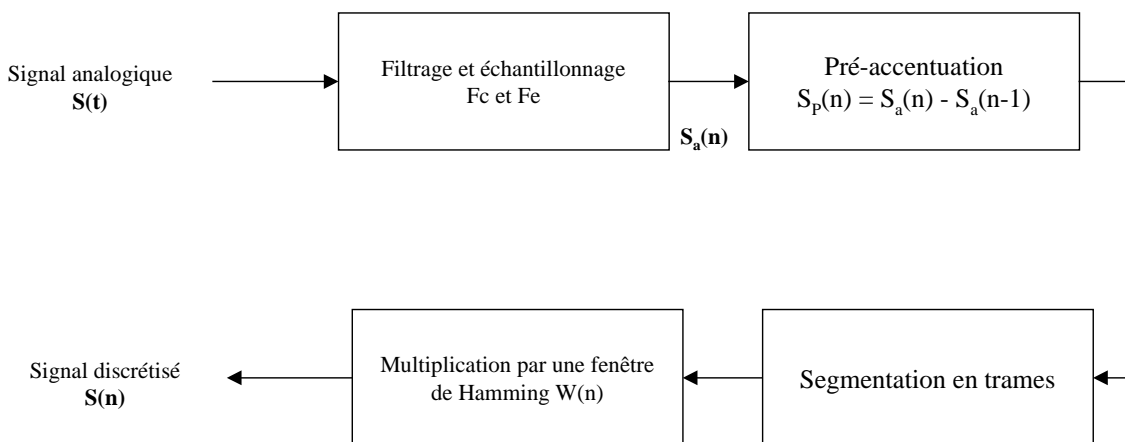 Signal analogique
S(t)
Filtrage et échantillonnage
Fc et Fe
Sa(n)
Pré-accentuation
SP(n) = Sa(n) - Sa(n-1)
Signal discrétisé
S(n)
Multiplication par une fenêtre
de Hamming W(n)
Segmentation en trames